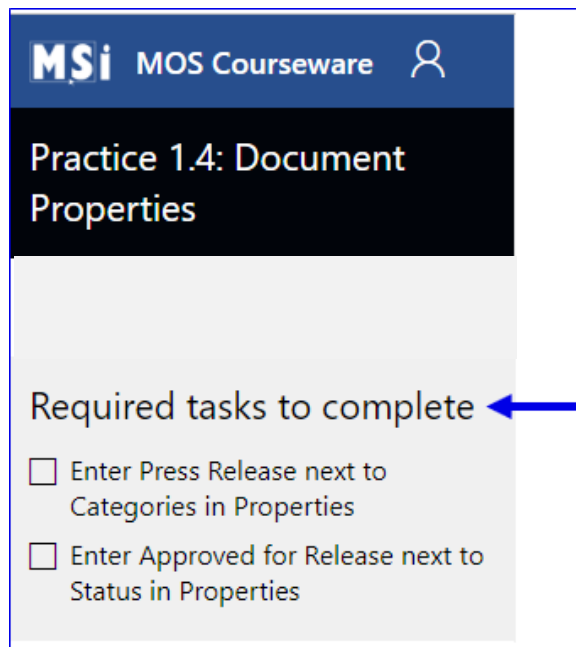 MSi MOS Courseware
Practice 1.4: Document
Properties
Required tasks to complete
Enter Press Release next to
Categories in Properties
Enter Approved for Release next to
Status in Properties